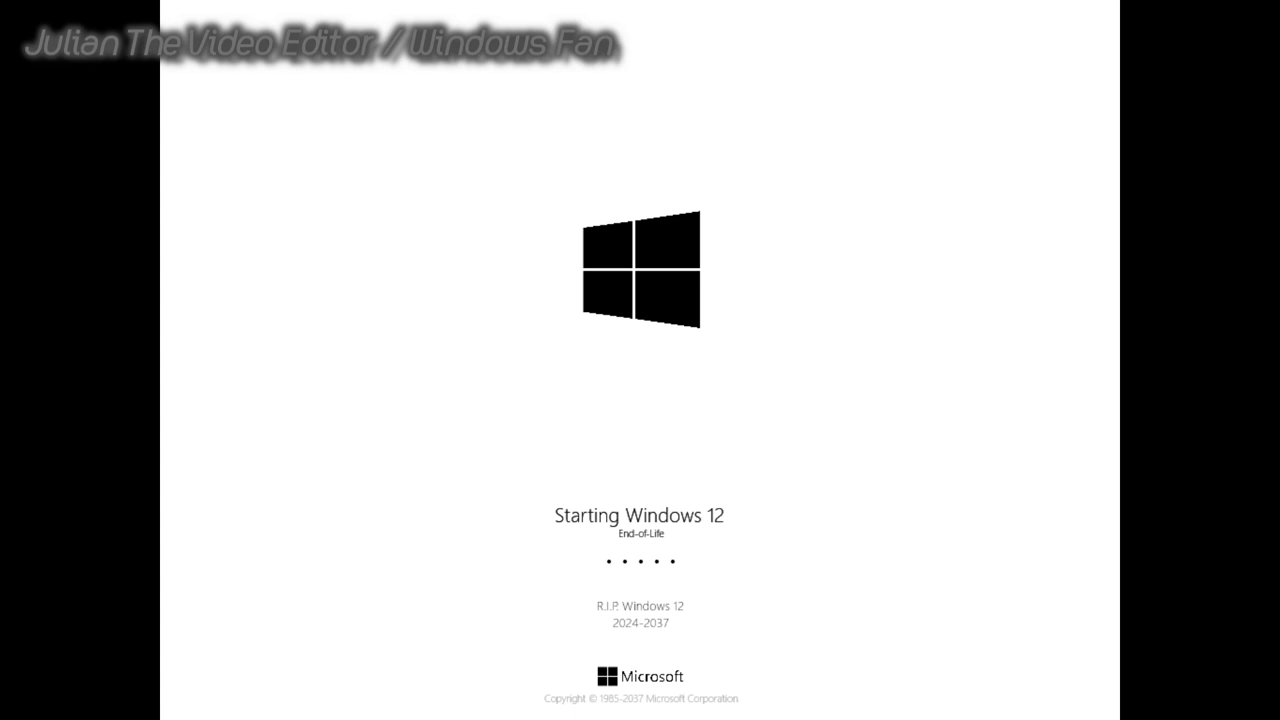 Julian The Video Editor / Windows Fan
Starting Windows 12
End-of-Life
R.I.P. Windows 12
2024-2037
Microsoft
Copyright © 1985-2037 Microsoft Corporation